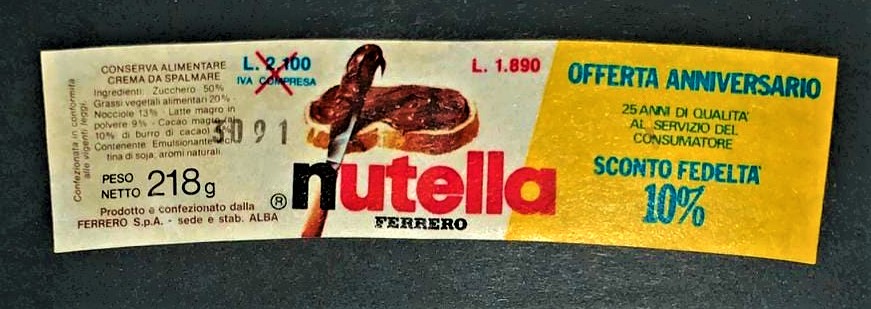 Confezionata in conformità
alle vigenti leggi.
CONSERVA ALIMENTARE
CREMA DA SPALMARE
Ingredienti: Zucchero 50%
Grassi vegetali alimentari 20% -
Nocciole 13% - Latte magro in
polvere 9% - Cacao magro (al
10% di burro di cacao)
Contenente: Emulsionante
tina di soja, aromi naturali.
3091
PESO
NETTO 218g
Prodotto e confezionato dalla
FERRERO S.p.A. - sede e stab. ALBA
L. 2.100
IVA COMPRESA
L. 1.890
nutella
®
FERRERO
OFFERTA ANNIVERSARIO
25 ANNI DI QUALITA'
AL SERVIZIO DEL
CONSUMATORE
SCONTO FEDELTA'
10%